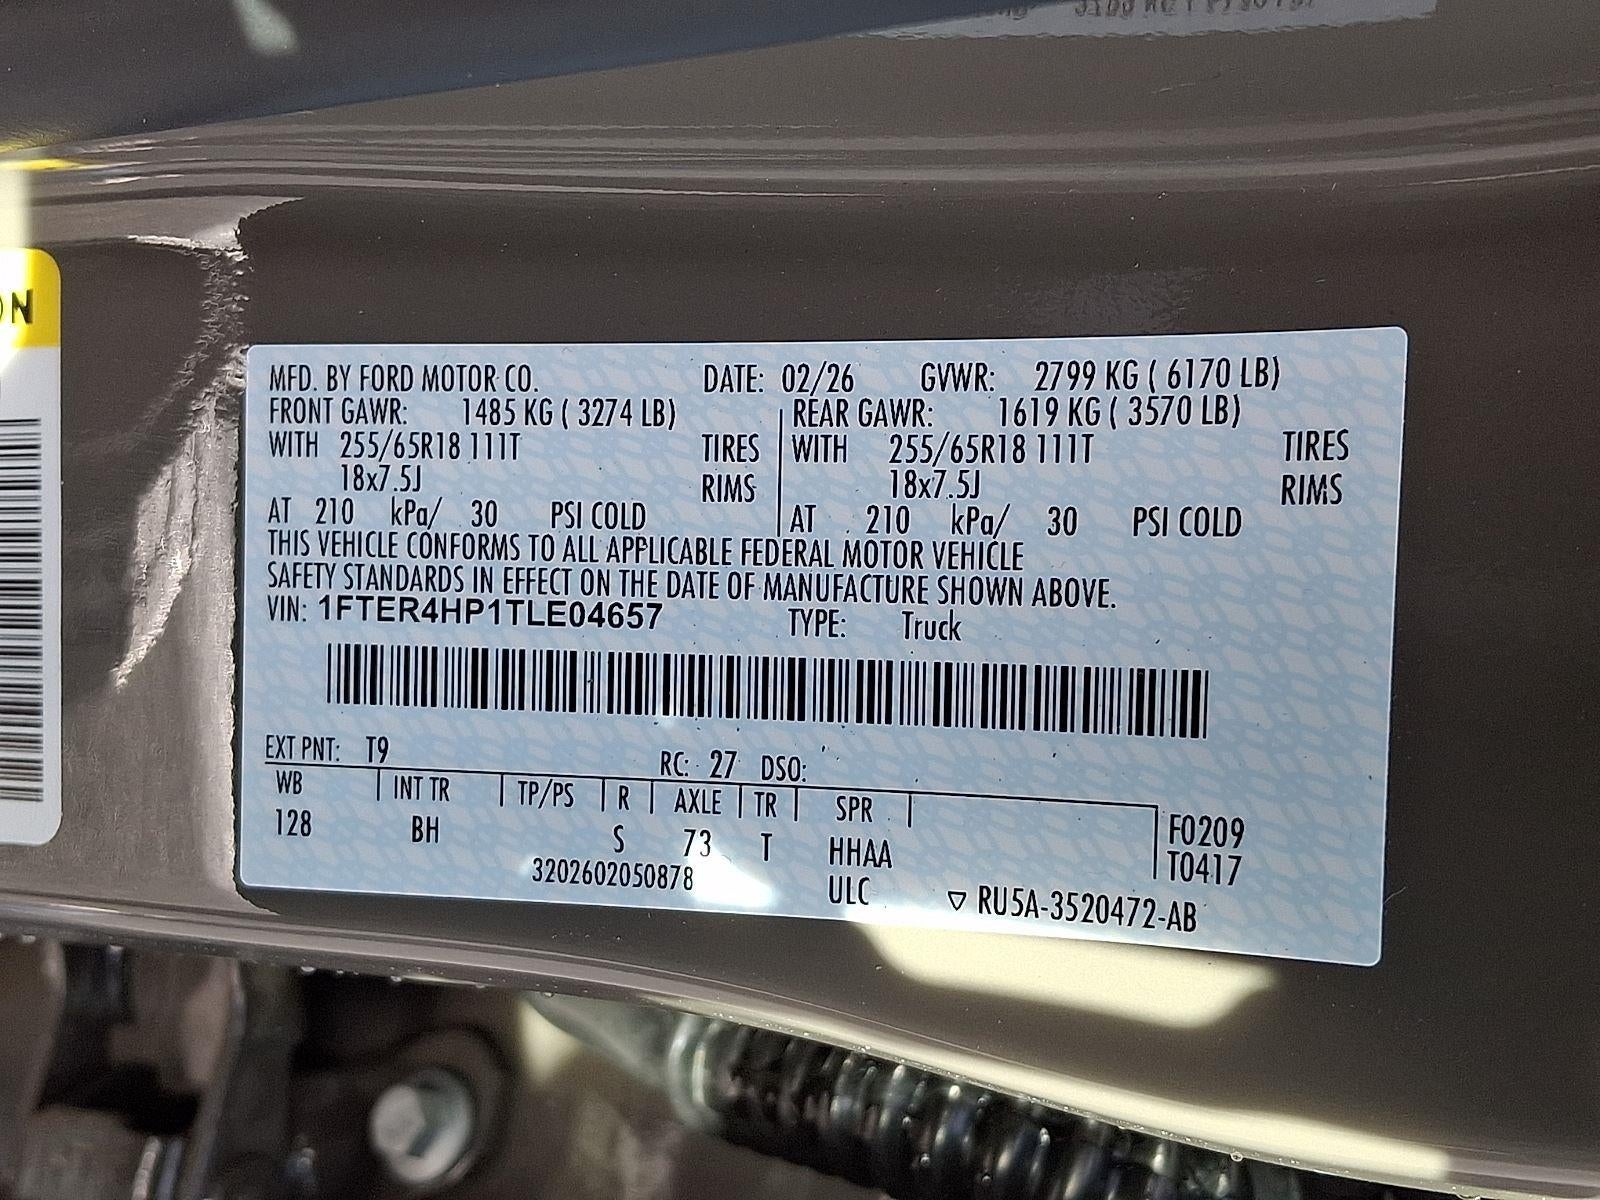 ON
MFD. BY FORD MOTOR CO. DATE: 02/26 GVWR: 2799 KG ( 6170 LB)
FRONT GAWR: 1485 KG ( 3274 LB) REAR GAWR: 1619 KG ( 3570 LB)
WITH 255/65R18 111T TIRES WITH 255/65R18 111T TIRES
18x7.5J RIMS 18x7.5J RIMS
AT 210 kPa/ 30 PSI COLD AT 210 kPa/ 30 PSI COLD
THIS VEHICLE CONFORMS TO ALL APPLICABLE FEDERAL MOTOR VEHICLE
SAFETY STANDARDS IN EFFECT ON THE DATE OF MANUFACTURE SHOWN ABOVE.
VIN: 1FTER4HP1TLE04657 TYPE: Truck
EXT PNT: T9 RC: 27 DSO:
WB INT TR TP/PS R AXLE TR SPR
128 BH S 73 T HHAA F0209
T0417
3202602050878 ULC ▽ RU5A-3520472-AB